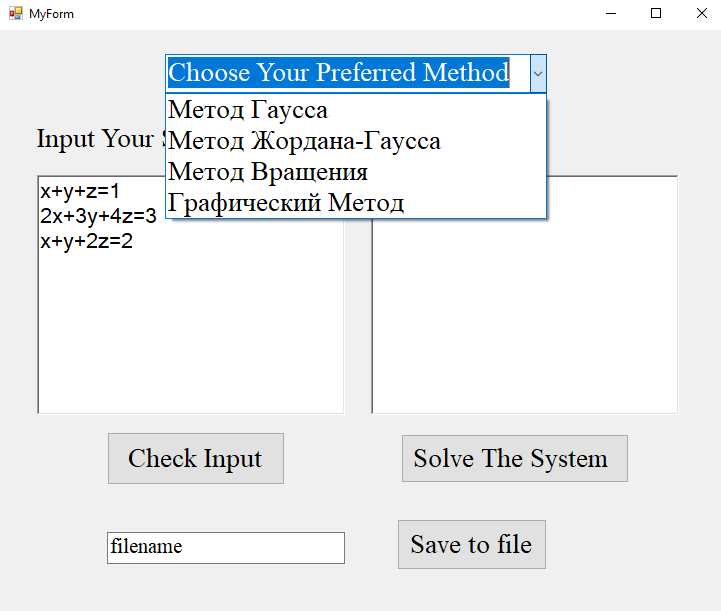 MyForm
Choose Your Preferred Method
Метод Гаусса
Метод Жордана-Гаусса
Метод Вращения
Графический Метод
Input Your
x+y+z=1
2x+3y+4z=3
x+y+2z=2
Check Input
Solve The System
filename
Save to file